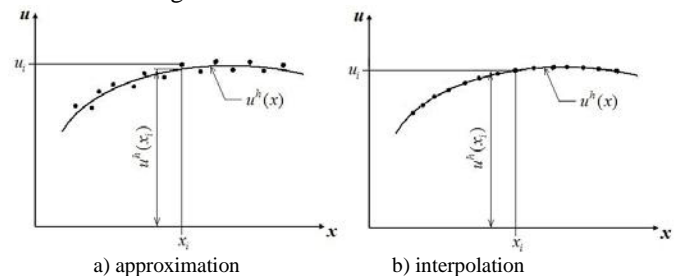 u
u_i
u^h(x)
u^h(x_i)
x_i
x
a) approximation
u
u_i
u^h(x)
u^h(x_i)
x_i
x
b) interpolation